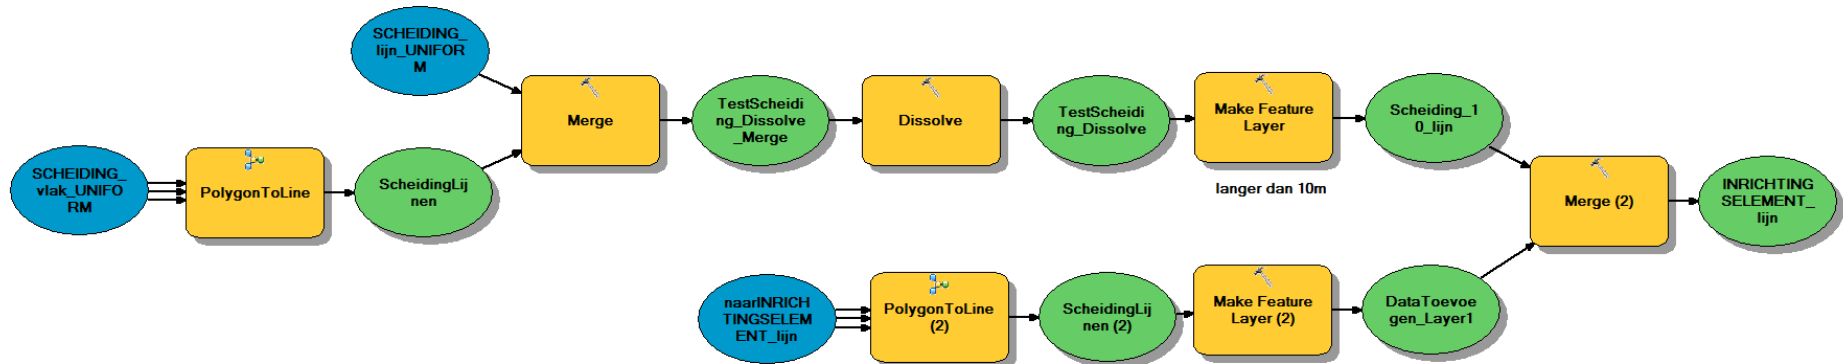 SCHEIDING_
lijn_UNIFOR
M
Merge
TestScheidi
ng_Dissolve
_Merge
Dissolve
TestScheidi
ng_Dissolve
Make Feature
Layer
langer dan 10m
Scheiding_1
0_lijn
SCHEIDING_
vlak_UNIFO
RM
PolygonToLine
ScheidingLij
nen
Merge (2)
INRICHTING
SELEMENT_
lijn
naarINRICH
TINGSELEM
ENT_lijn
PolygonToLine
(2)
ScheidingLij
nen (2)
Make Feature
Layer (2)
DataToevoe
gen_Layer1